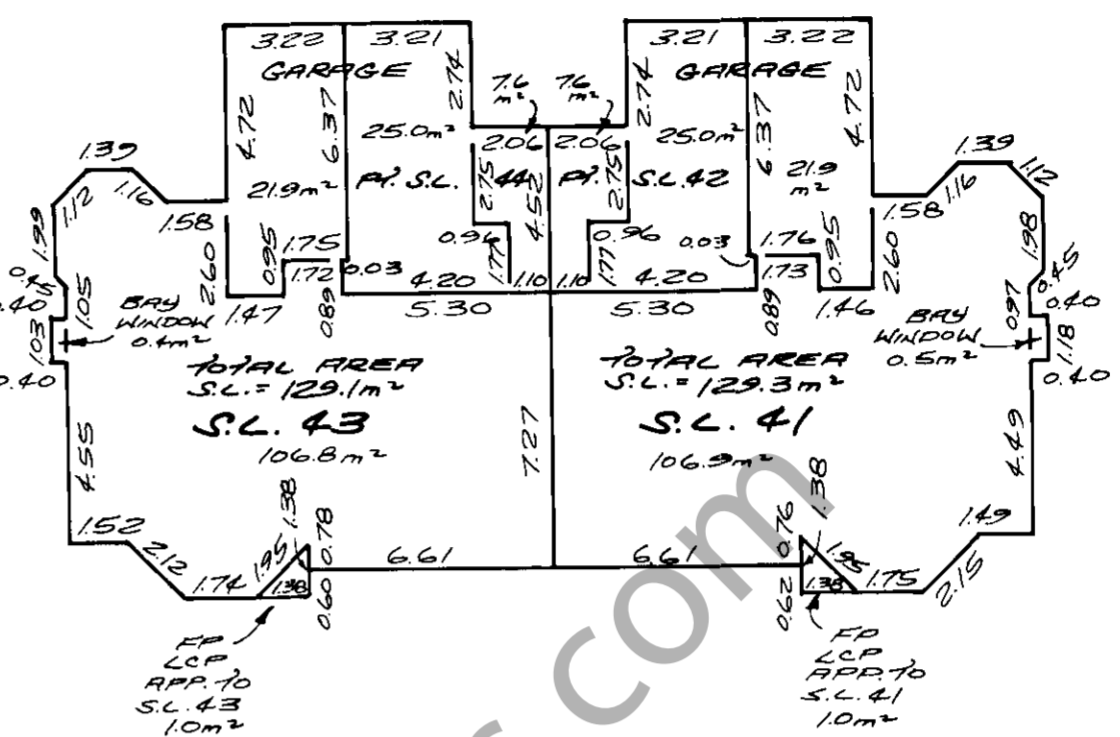 3.22 3.21 3.21 3.22
GARAGE GARAGE
2.74 7.6 m² 7.6 m² 2.74
4.72 6.37 25.0m² 2.06 2.06 25.0m² 6.37 4.72
1.39 1.39
1.12 1.16 1.16 1.12
21.9m² PT. S.L. 44 PT. S.L. 42 21.9 m²
2.75 4.52 2.75
1.99 1.58 1.58 1.98
0.95 1.75 0.96 0.96 1.76 0.95
2.60 1.72 0.03 1.77 1.77 0.03 1.73 2.60
0.45 4.20 1.10 1.10 4.20 0.45
0.40 1.05 1.47 0.89 5.30 5.30 0.89 1.46 0.97 0.40
BAY WINDOW 0.4m²
BAY WINDOW 0.5m²
1.03 1.18
0.40 0.40
TOTAL AREA
S.L. = 129.1m²
S.L. 43
106.8m²
TOTAL AREA
S.L. = 129.3m²
S.L. 41
106.9m²
7.27
4.55 4.49
1.38 1.38
1.52 0.78 0.76 1.49
2.12 1.95 6.61 6.61 1.95 2.15
1.74 1.38 0.60 0.62 1.38 1.75
FP
LCP
APP. TO
S.L. 43
1.0m²
FP
LCP
APP. TO
S.L. 41
1.0m²
com